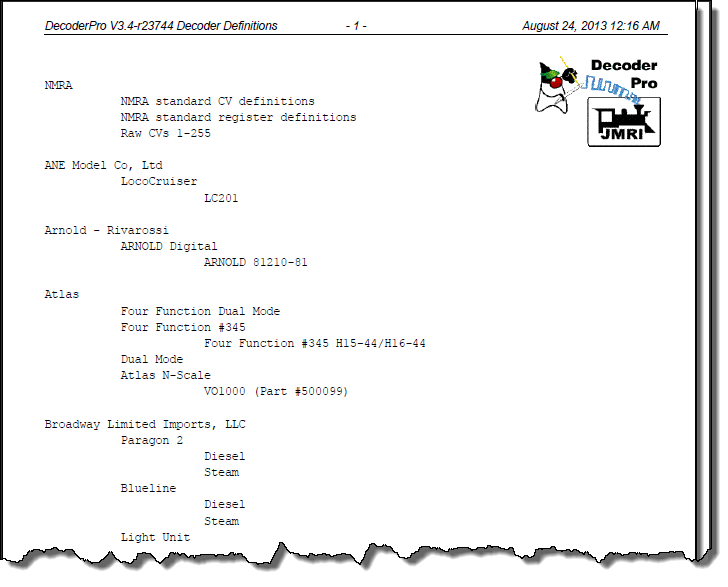 DecoderPro V3.4-r23744 Decoder Definitions - 1 - August 24, 2013 12:16 AM
Decoder
Pro
JMRI
NMRA
NMRA standard CV definitions
NMRA standard register definitions
Raw CVs 1-255
ANE Model Co, Ltd
LocoCruiser
LC201
Arnold - Rivarossi
ARNOLD Digital
ARNOLD 81210-81
Atlas
Four Function Dual Mode
Four Function #345
Four Function #345 H15-44/H16-44
Dual Mode
Atlas N-Scale
VO1000 (Part #500099)
Broadway Limited Imports, LLC
Paragon 2
Diesel
Steam
Blueline
Diesel
Steam
Light Unit